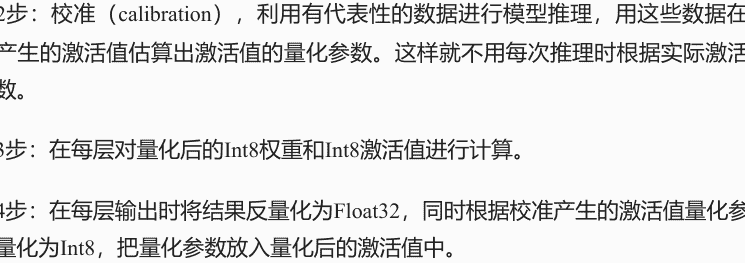 2步：校准（calibration），利用有代表性的数据进行模型推理，用这些数据在
产生的激活值估算出激活值的量化参数。这样就不用每次推理时根据实际激活
数。
3步：在每层对量化后的Int8权重和Int8激活值进行计算。
4步：在每层输出时将结果反量化为Float32，同时根据校准产生的激活值量化参
量化为Int8，把量化参数放入量化后的激活值中。